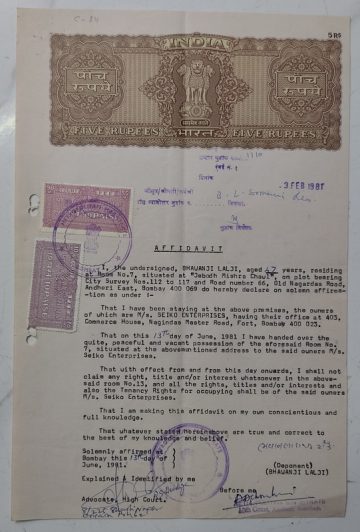 5 Rs
INDIA
पांच
रुपये
पांच
रुपये
FIVE RUPEES
भारत
FIVE RUPEES
मुंबई नं. १
दिनांक
3 FEB 1981
A F F I D A V I T
I, the undersigned, BHAWANJI LALJI, aged 42 years, residing
at Room No.7, situated at "Jebodh Mishra Chawl", on plot bearing
City Survey Nos.112 to 117 and Road number 66, Old Nagardas Road,
Andheri East, Bombay 400 069 do hereby declare on solemn affirm-
ation as under :-
That I have been staying at above premises, the owners
of which are M/s. SEIKO ENTERPRISES, having their office at 403,
Commerce House, Nagindas Master Road, Fort, Bombay 400 023.
That on this day of June, 1981 I have handed over the
quite, peaceful and vacant possession of the aforesaid Room No.
7, situated at the abovementioned address to the said owners M/s.
Seiko Enterprises.
That with effect from and from this day onwards, I shall not
claim any right, title and/or interest whatsoever in the above-
said room No.13, and all the rights, titles and/or interests and
also the Tenancy Rights for occupying shall be of the said owners
M/s. Seiko Enterprises.
That I am making this affidavit on my own conscientious and
full knowledge.
That whatever stated hereinabove are true and correct to
the best of my knowledge and belief.
Solemnly affirmed at
Bombay this day of
June, 1981.
(Deponent)
(BHAWANJI LALJI)
Explained & Identified by me
Before me
Advocate, High Court.